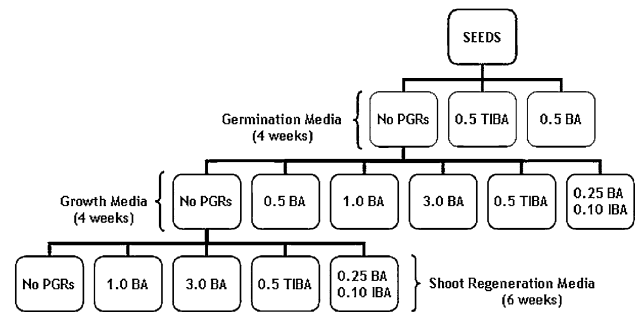 SEEDS
Germination Media
(4 weeks)
No PGRs
0.5 TIBA
0.5 BA
Growth Media
(4 weeks)
No PGRs
0.5 BA
1.0 BA
3.0 BA
0.5 TIBA
0.25 BA
0.10 IBA
No PGRs
1.0 BA
3.0 BA
0.5 TIBA
0.25 BA
0.10 IBA
Shoot Regeneration Media
(6 weeks)